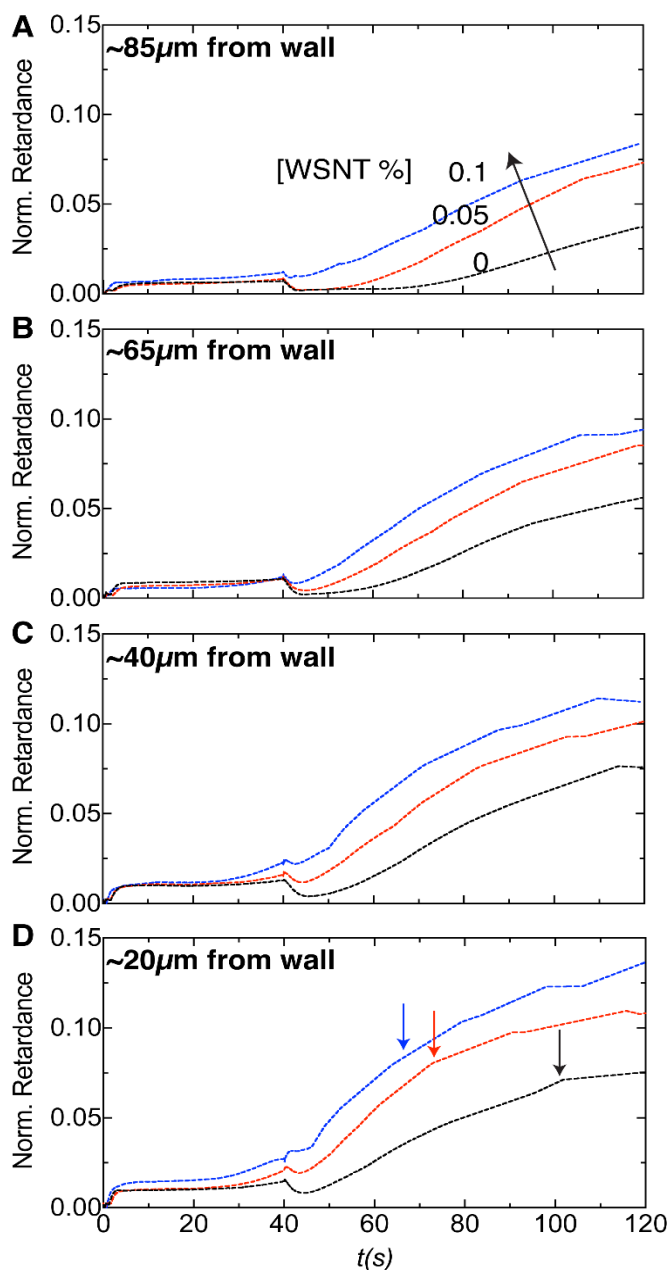 A
~85µm from wall
0.15
0.10
0.05
0.00
Norm. Retardance
[WSNT %]
0.1
0.05
0
B
~65µm from wall
0.15
0.10
0.05
0.00
Norm. Retardance
C
~40µm from wall
0.15
0.10
0.05
0.00
Norm. Retardance
D
~20µm from wall
0.15
0.10
0.05
0.00
Norm. Retardance
0 20 40 60 80 100 120
t(s)